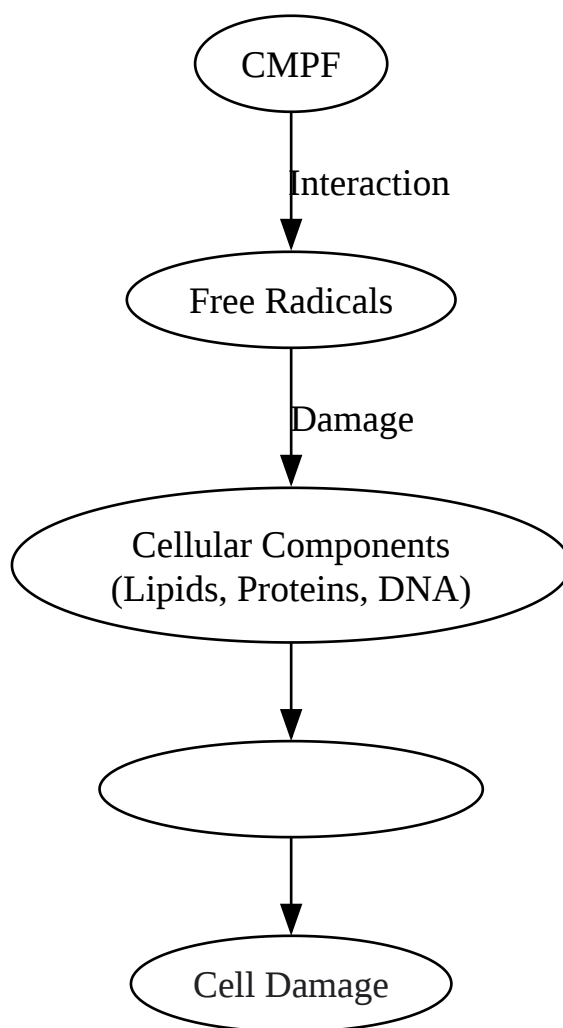 CMPF
Interaction
Free Radicals
Damage
Cellular Components
(Lipids, Proteins, DNA)
Cell Damage